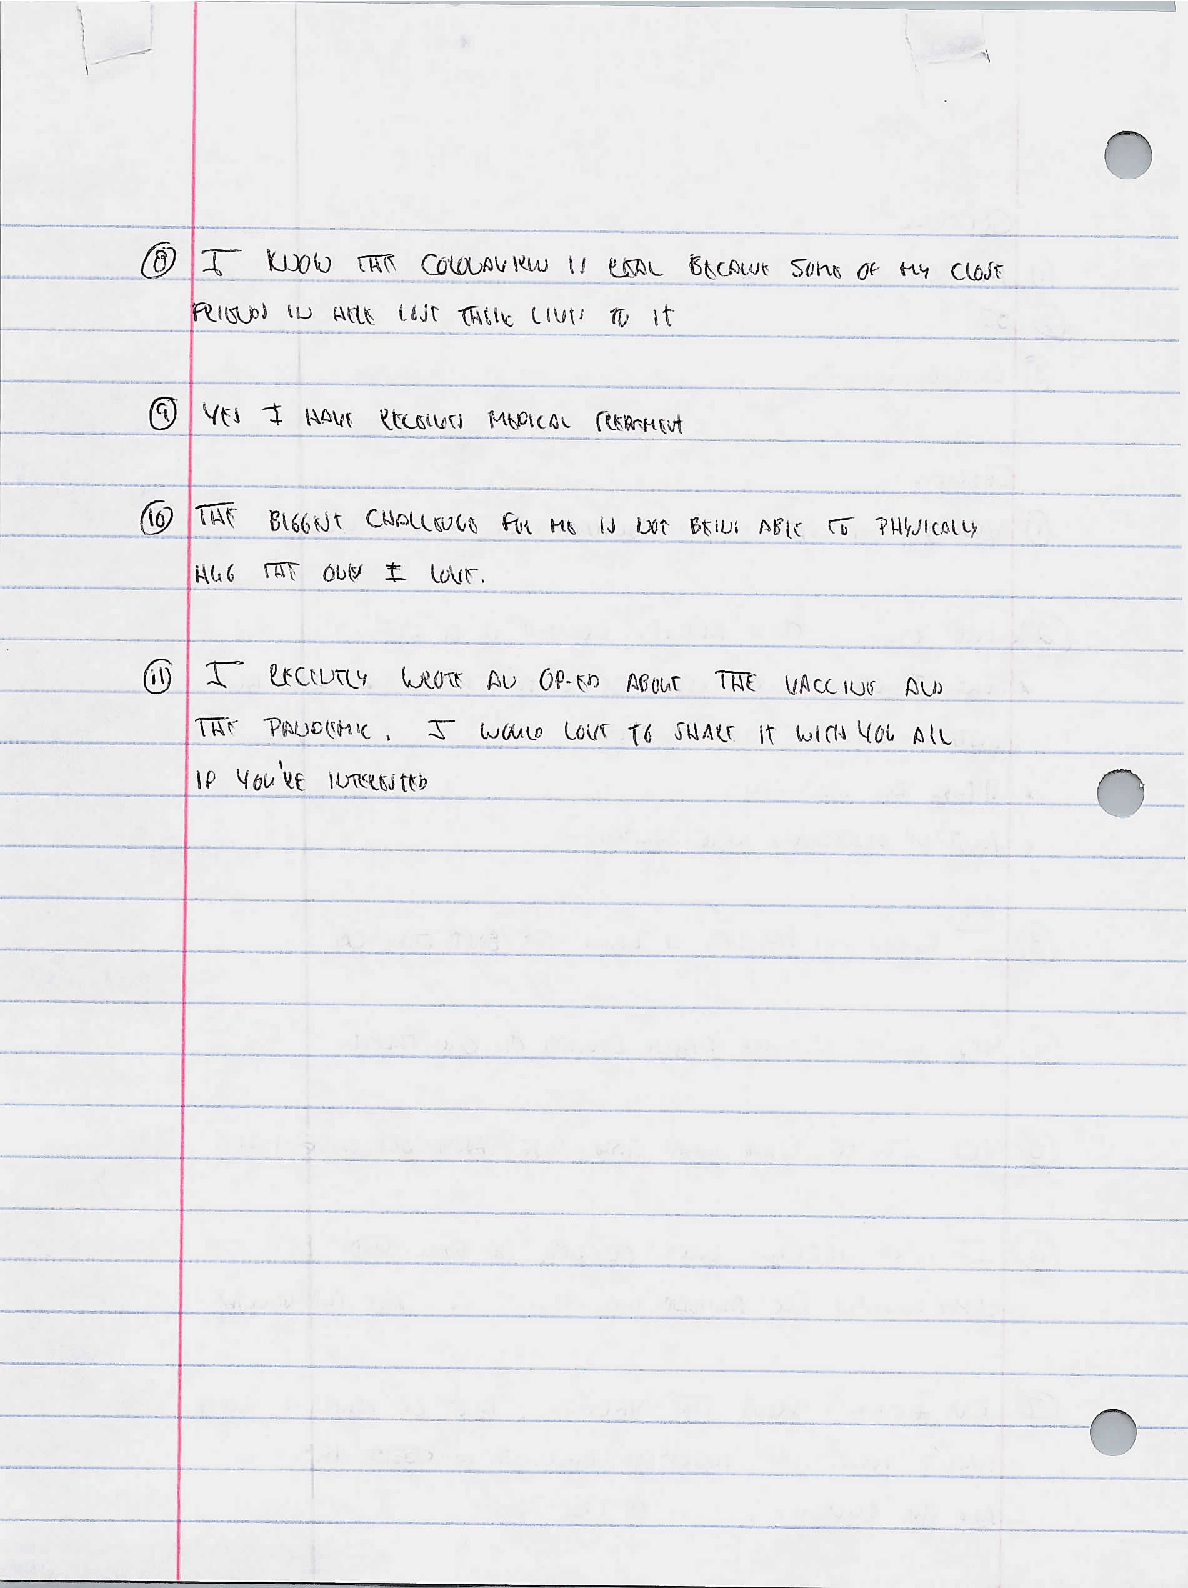 ⑧ I KNOW THE CORONAVIRUS IS REAL BECAUSE SOME OF MY CLOSE
FRIENDS IN HERE LOST THEIR LIVES TO IT
⑨ YES I HAVE RECEIVED MEDICAL TREATMENT
⑩ THE BIGGEST CHALLENGE FOR ME IS NOT BEING ABLE TO PHYSICALLY
HUG THE ONES I LOVE.
⑪ I RECENTLY WROTE AN OP-ED ABOUT THE VACCINE AND
THE PANDEMIC. I WOULD LOVE TO SHARE IT WITH YOU ALL
IF YOU'RE INTERESTED